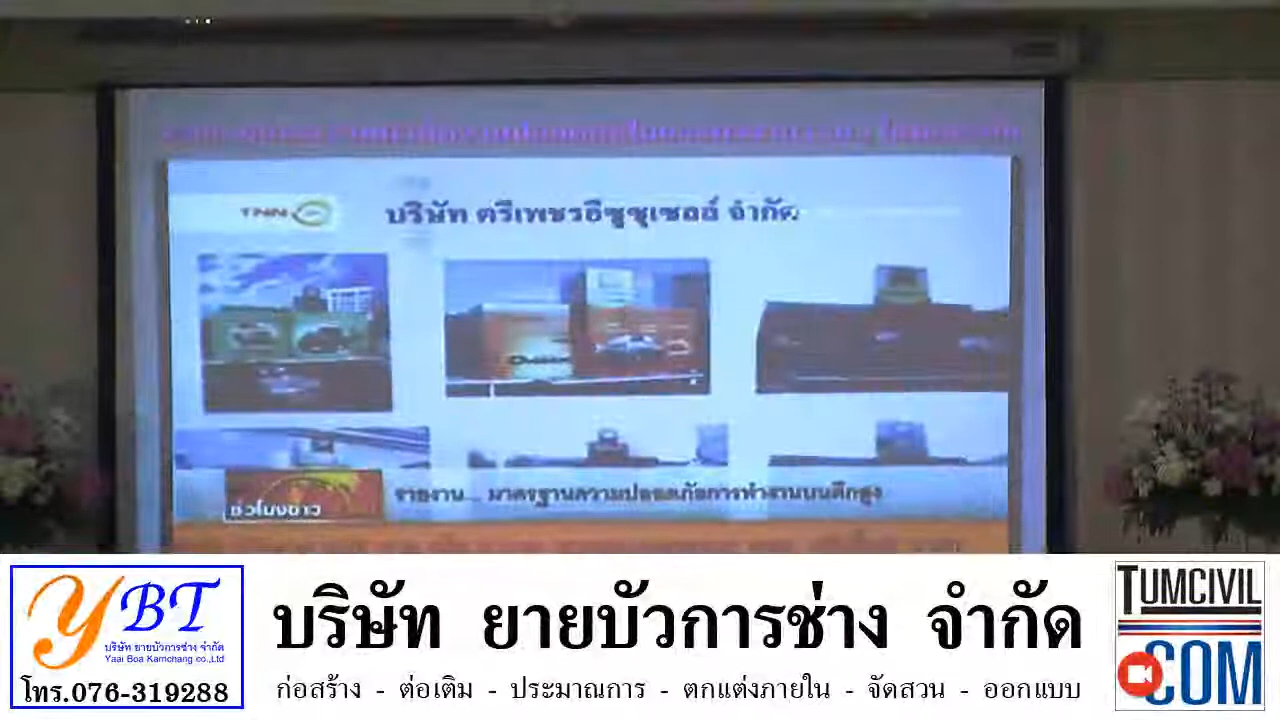 TNN
บริษัท ตรีเพชรอีซูซุเซลส์ จำกัด
ชั่วโมงข่าว
รายงาน... มาตรฐานความปลอดภัยการทำงานบนตึกสูง
YBT
บริษัท ยายบัวการช่าง จำกัด
Yaai Boa Kamchang co.,Ltd
โทร.076-319288
บริษัท ยายบัวการช่าง จำกัด
ก่อสร้าง - ต่อเติม - ประมาณการ - ตกแต่งภายใน - จัดสวน - ออกแบบ
TUMCIVIL
COM